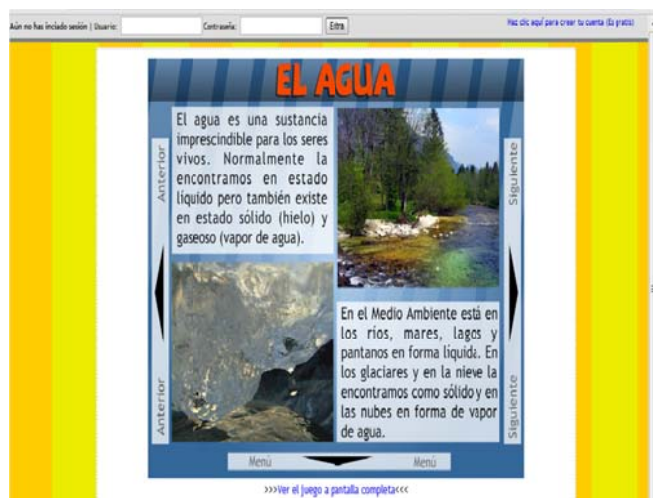 Aún no has inciado sesión | Usuario: Contraseña: Entra
Haz clic aquí para crear tu cuenta (Es gratis)
EL AGUA
El agua es una sustancia
imprescindible para los seres
vivos. Normalmente la
encontramos en estado
líquido pero también existe
en estado sólido (hielo) y
gaseoso (vapor de agua).
Anterior
Anterior
Siguiente
Siguiente
En el Medio Ambiente está en
los ríos, mares, lagos y
pantanos en forma líquida. En
los glaciares y en la nieve la
encontramos como sólido y en
las nubes en forma de vapor
de agua.
Menú Menú
>>>Ver el juego a pantalla completa<<<